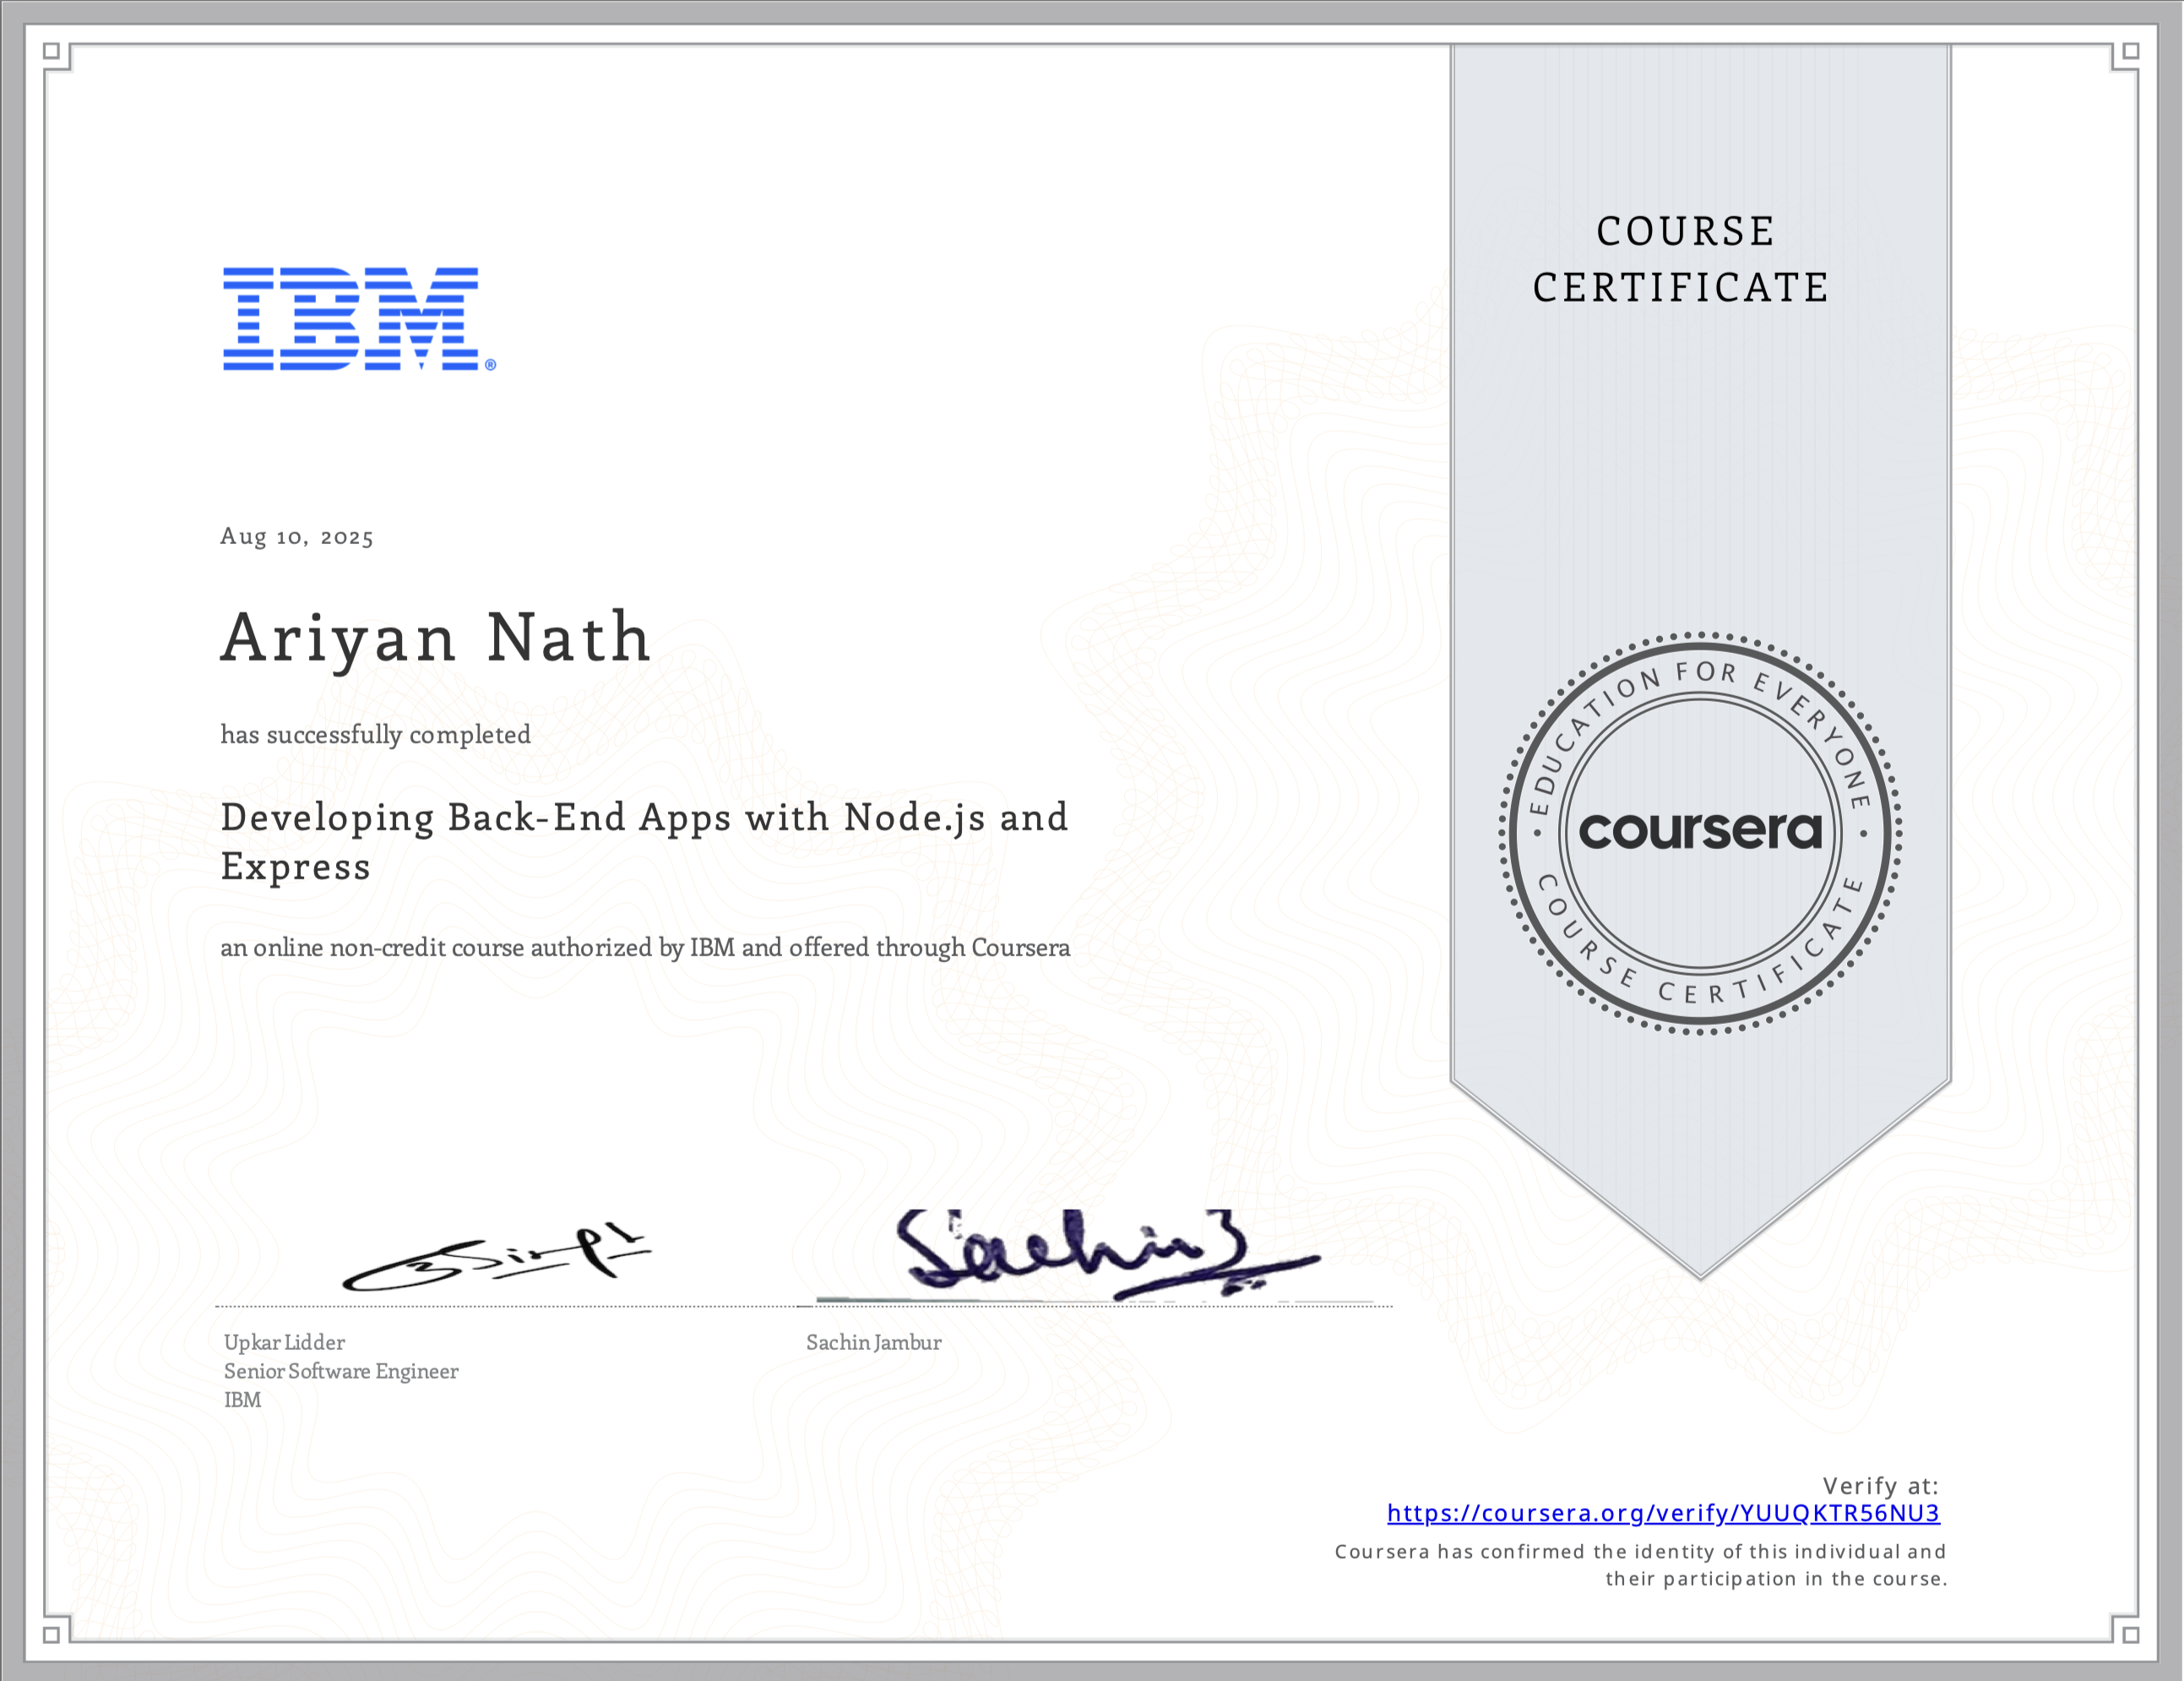 IBM®
COURSE
CERTIFICATE
Aug 10, 2025
Ariyan Nath
has successfully completed
Developing Back-End Apps with Node.js and
Express
an online non-credit course authorized by IBM and offered through Coursera
EDUCATION FOR EVERYONE
coursera
COURSE CERTIFICATE
Sachin
Upkar Lidder
Senior Software Engineer
IBM
Sachin Jambur
Verify at:
https://coursera.org/verify/YUUQKTR56NU3
Coursera has confirmed the identity of this individual and
their participation in the course.